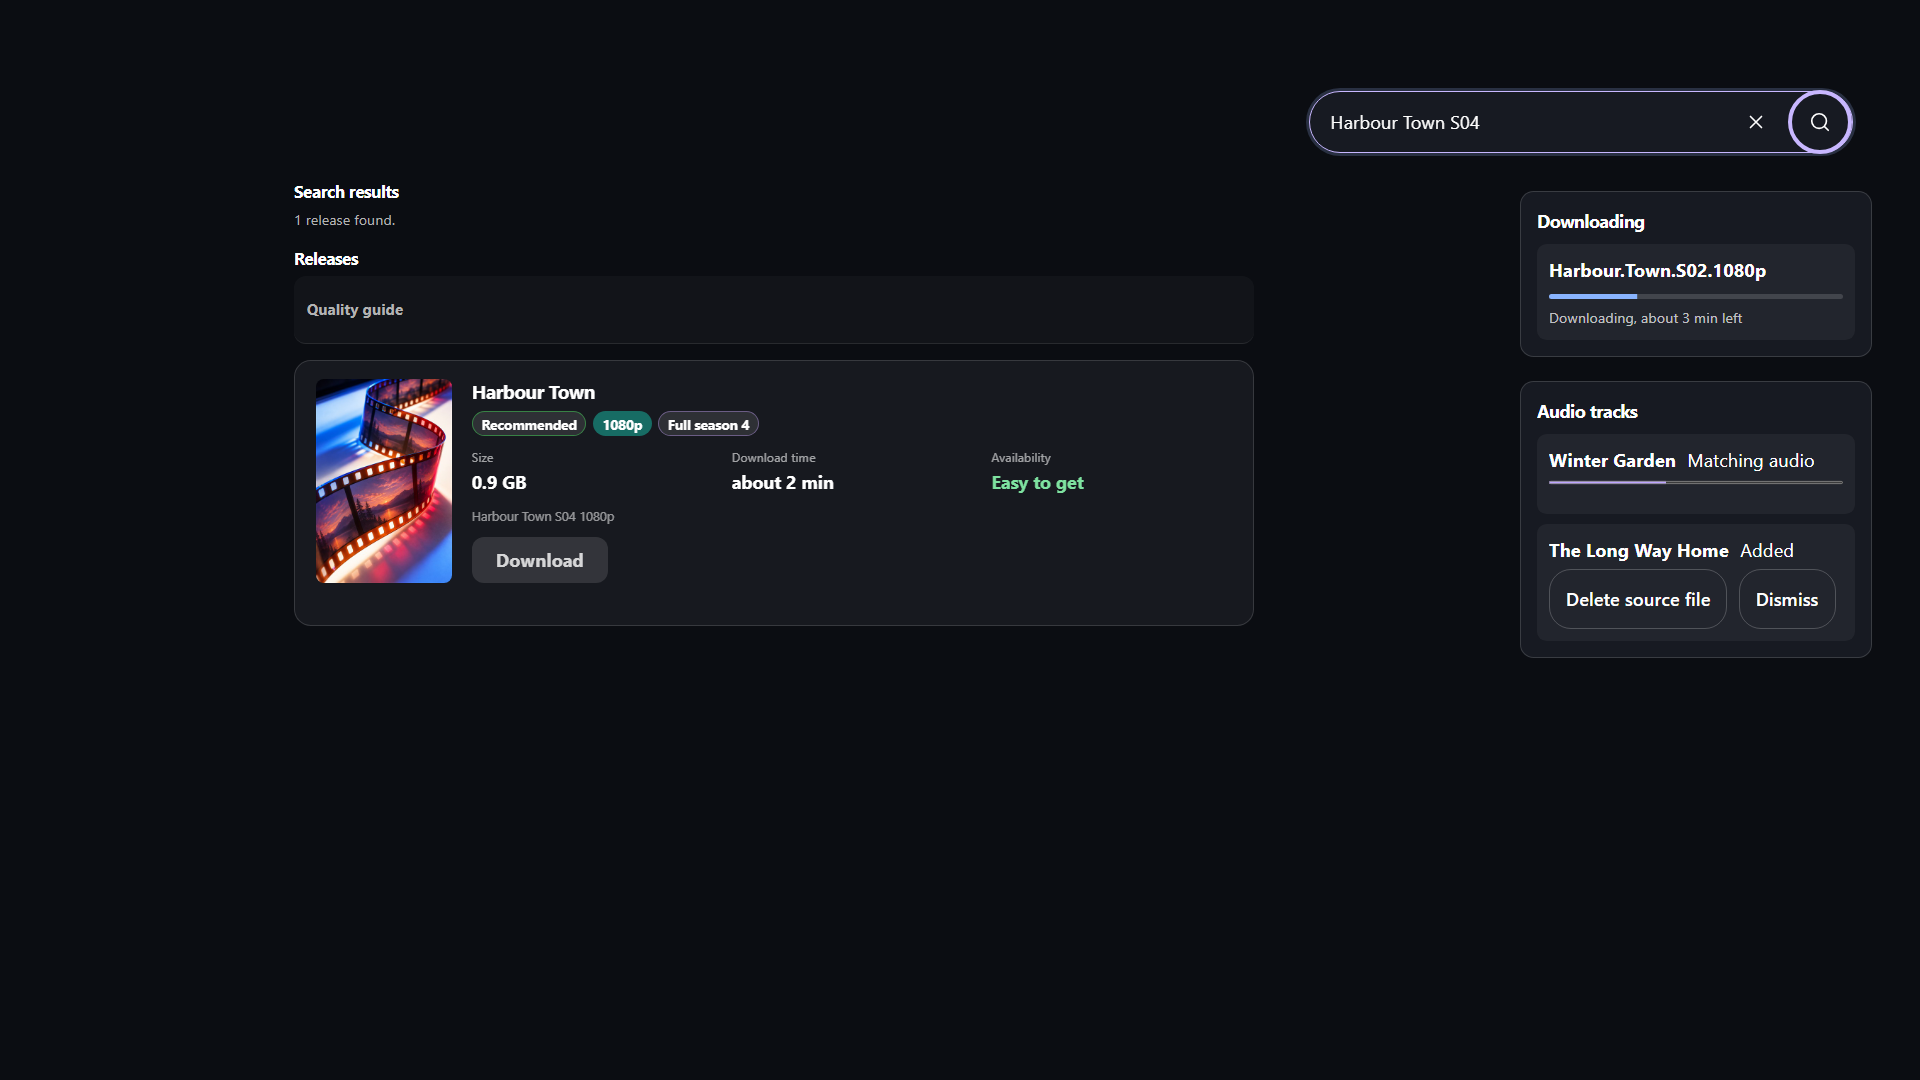 Harbour Town S04
Search results
1 release found.
Releases
Quality guide
Harbour Town
Recommended 1080p Full season 4
Size Download time Availability
0.9 GB about 2 min Easy to get
Harbour Town S04 1080p
Download
Downloading
Harbour.Town.S02.1080p
Downloading, about 3 min left
Audio tracks
Winter Garden Matching audio
The Long Way Home Added
Delete source file Dismiss